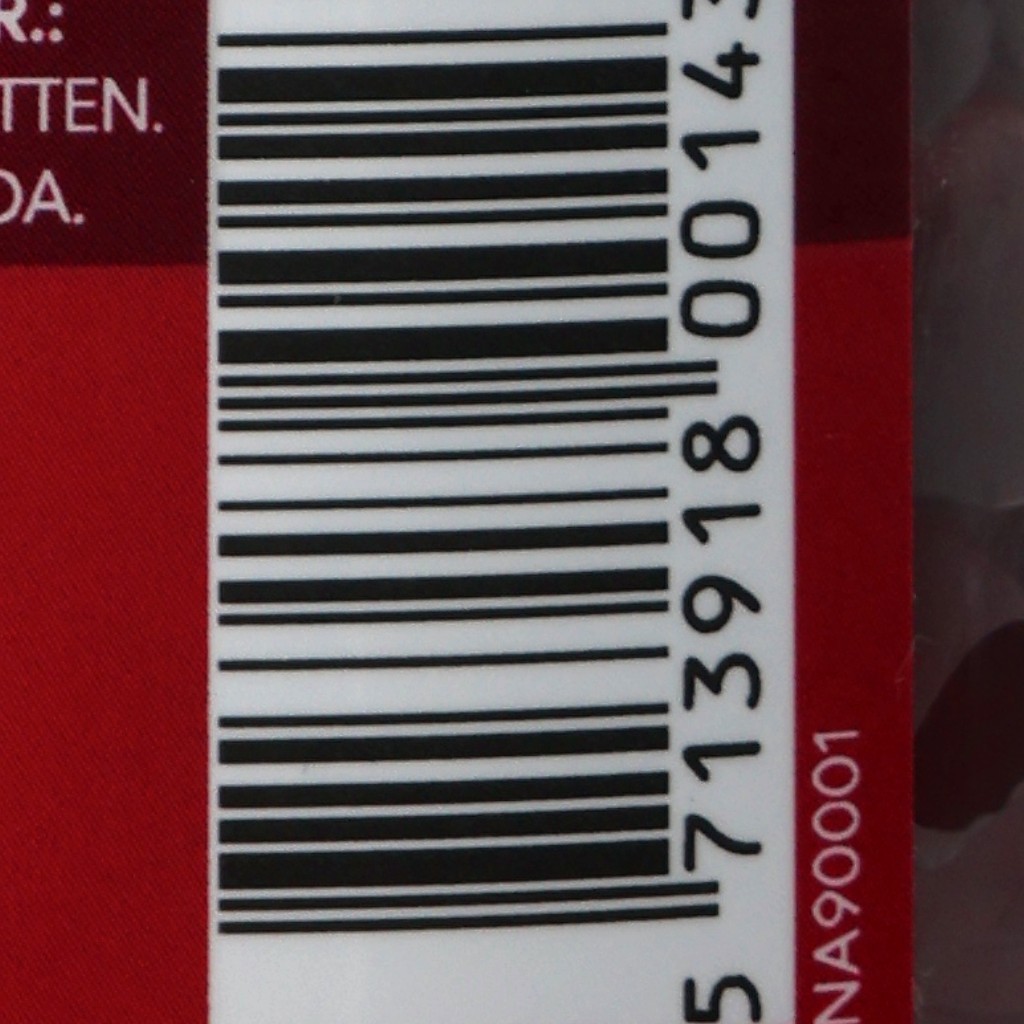 R.:
TTEN.
DA.
5 713918 00143
NA90001